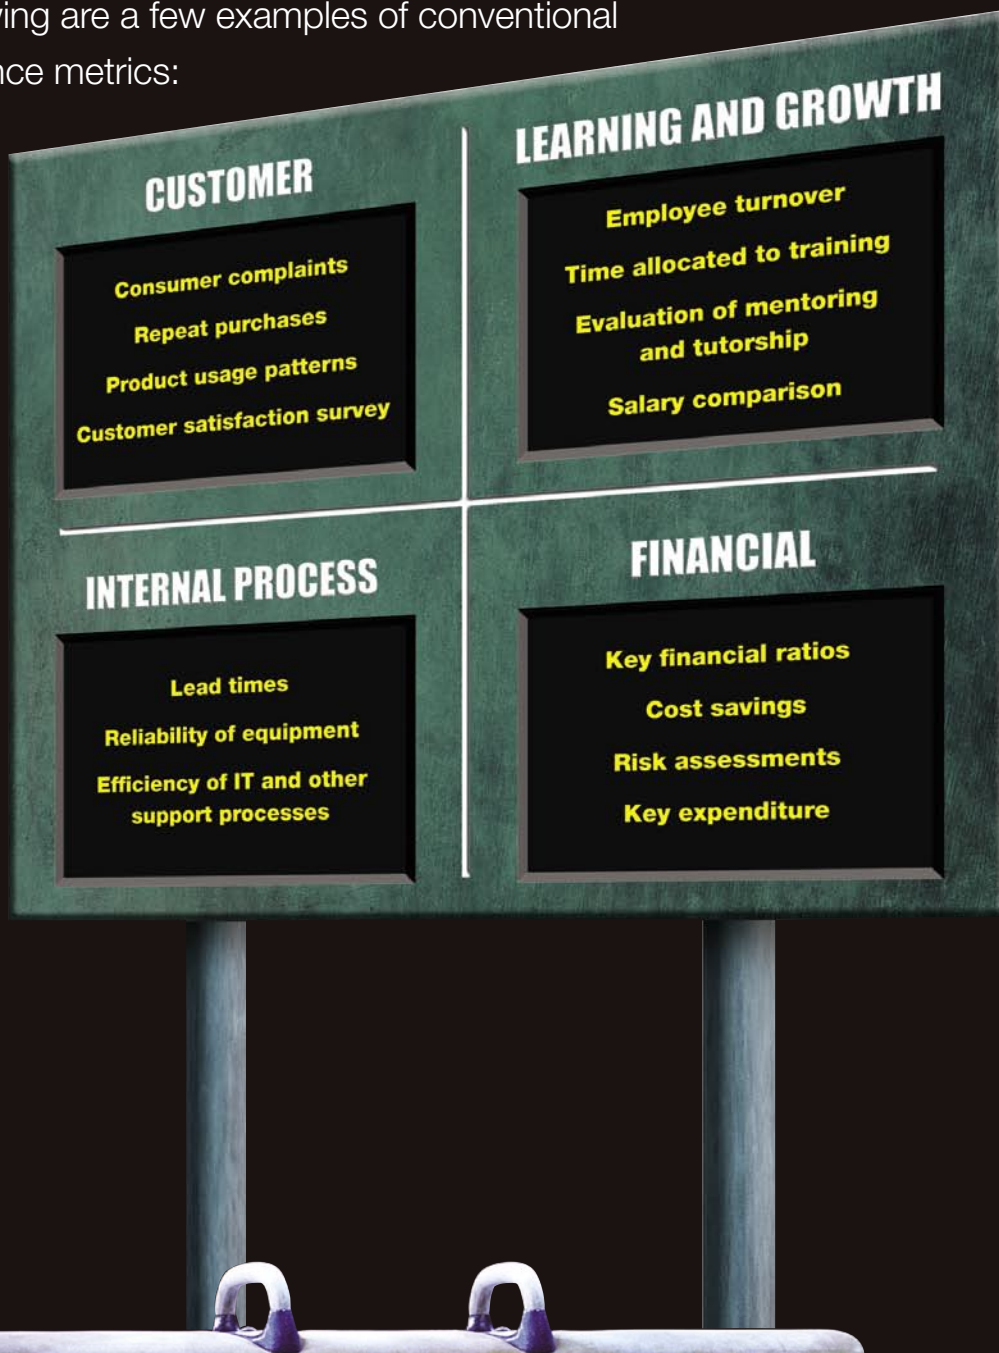 are a few examples of conventional
metrics:
CUSTOMER
Consumer complaints
Repeat purchases
Product usage patterns
Customer satisfaction survey
LEARNING AND GROWTH
Employee turnover
Time allocated to training
Evaluation of mentoring
and tutorship
Salary comparison
INTERNAL PROCESS
Lead times
Reliability of equipment
Efficiency of IT and other
support processes
FINANCIAL
Key financial ratios
Cost savings
Risk assessments
Key expenditure